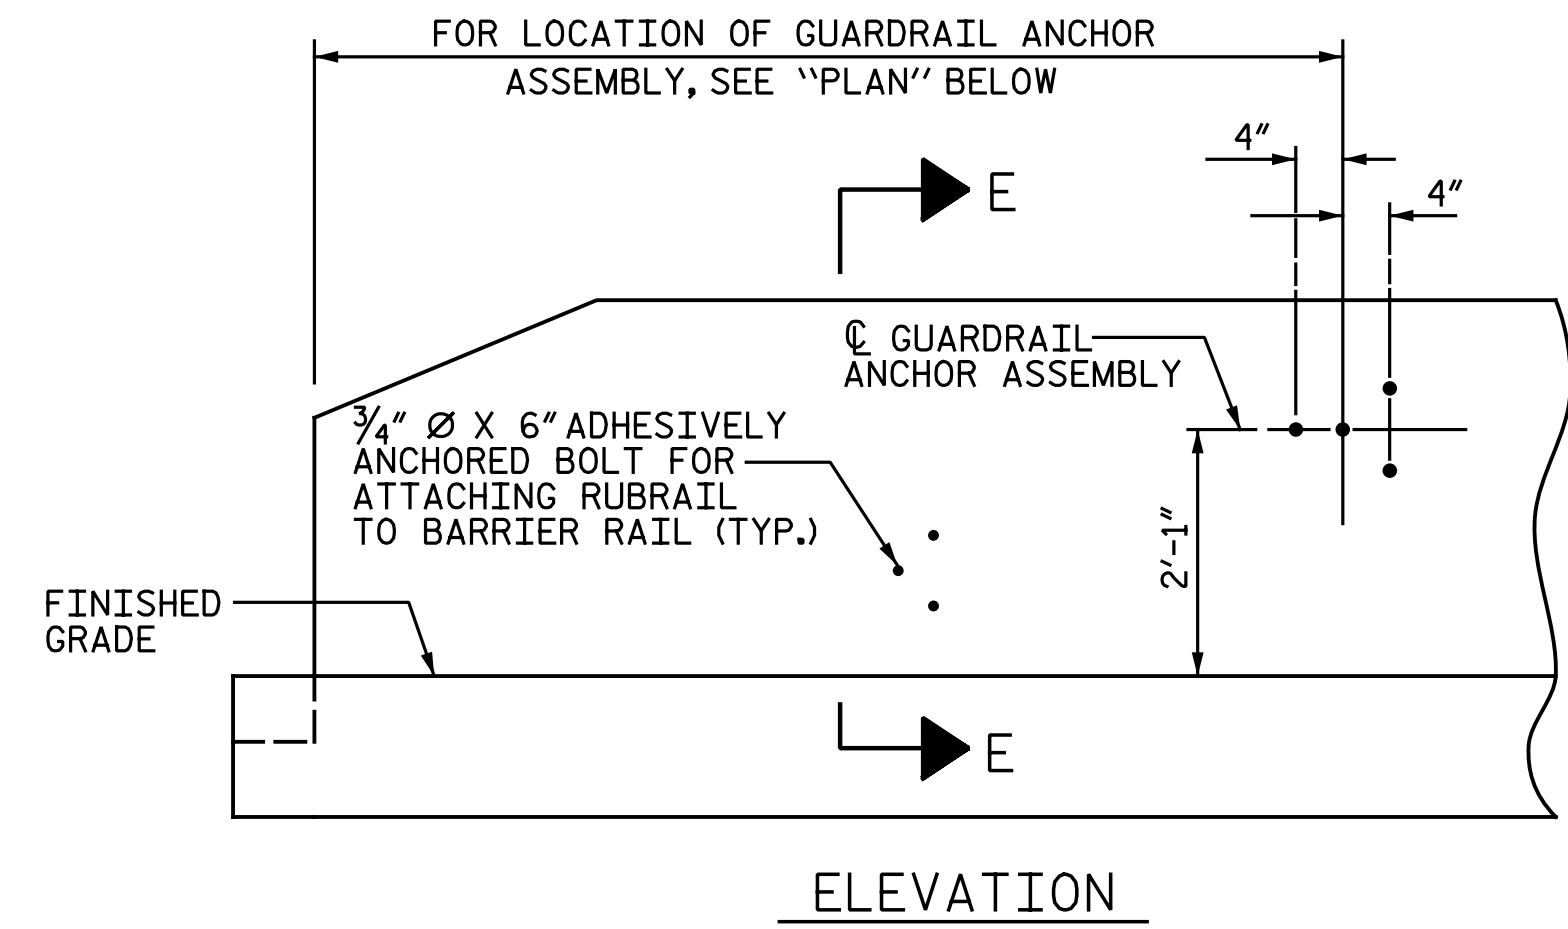 FOR LOCATION OF GUARDRAIL ANCHOR
ASSEMBLY, SEE "PLAN" BELOW
4"
4"
E
℄ GUARDRAIL
ANCHOR ASSEMBLY
3/4" Ø X 6" ADHESIVELY
ANCHORED BOLT FOR
ATTACHING RUBRAIL
TO BARRIER RAIL (TYP.)
2'-1"
FINISHED
GRADE
E
ELEVATION